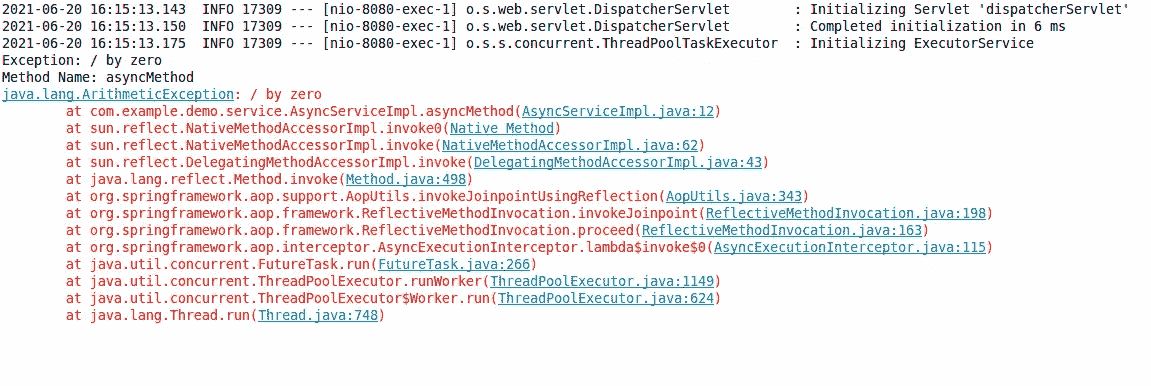 2021-06-20 16:15:13.143  INFO 17309 --- [nio-8080-exec-1] o.s.web.servlet.DispatcherServlet        : Initializing Servlet 'dispatcherServlet'
2021-06-20 16:15:13.150  INFO 17309 --- [nio-8080-exec-1] o.s.web.servlet.DispatcherServlet        : Completed initialization in 6 ms
2021-06-20 16:15:13.175  INFO 17309 --- [nio-8080-exec-1] o.s.s.concurrent.ThreadPoolTaskExecutor  : Initializing ExecutorService
Exception: / by zero
Method Name: asyncMethod
java.lang.ArithmeticException: / by zero
        at com.example.demo.service.AsyncServiceImpl.asyncMethod(AsyncServiceImpl.java:12)
        at sun.reflect.NativeMethodAccessorImpl.invoke0(Native Method)
        at sun.reflect.NativeMethodAccessorImpl.invoke(NativeMethodAccessorImpl.java:62)
        at sun.reflect.DelegatingMethodAccessorImpl.invoke(DelegatingMethodAccessorImpl.java:43)
        at java.lang.reflect.Method.invoke(Method.java:498)
        at org.springframework.aop.support.AopUtils.invokeJoinpointUsingReflection(AopUtils.java:343)
        at org.springframework.aop.framework.ReflectiveMethodInvocation.invokeJoinpoint(ReflectiveMethodInvocation.java:198)
        at org.springframework.aop.framework.ReflectiveMethodInvocation.proceed(ReflectiveMethodInvocation.java:163)
        at org.springframework.aop.interceptor.AsyncExecutionInterceptor.lambda$invoke$0(AsyncExecutionInterceptor.java:115)
        at java.util.concurrent.FutureTask.run(FutureTask.java:266)
        at java.util.concurrent.ThreadPoolExecutor.runWorker(ThreadPoolExecutor.java:1149)
        at java.util.concurrent.ThreadPoolExecutor$Worker.run(ThreadPoolExecutor.java:624)
        at java.lang.Thread.run(Thread.java:748)